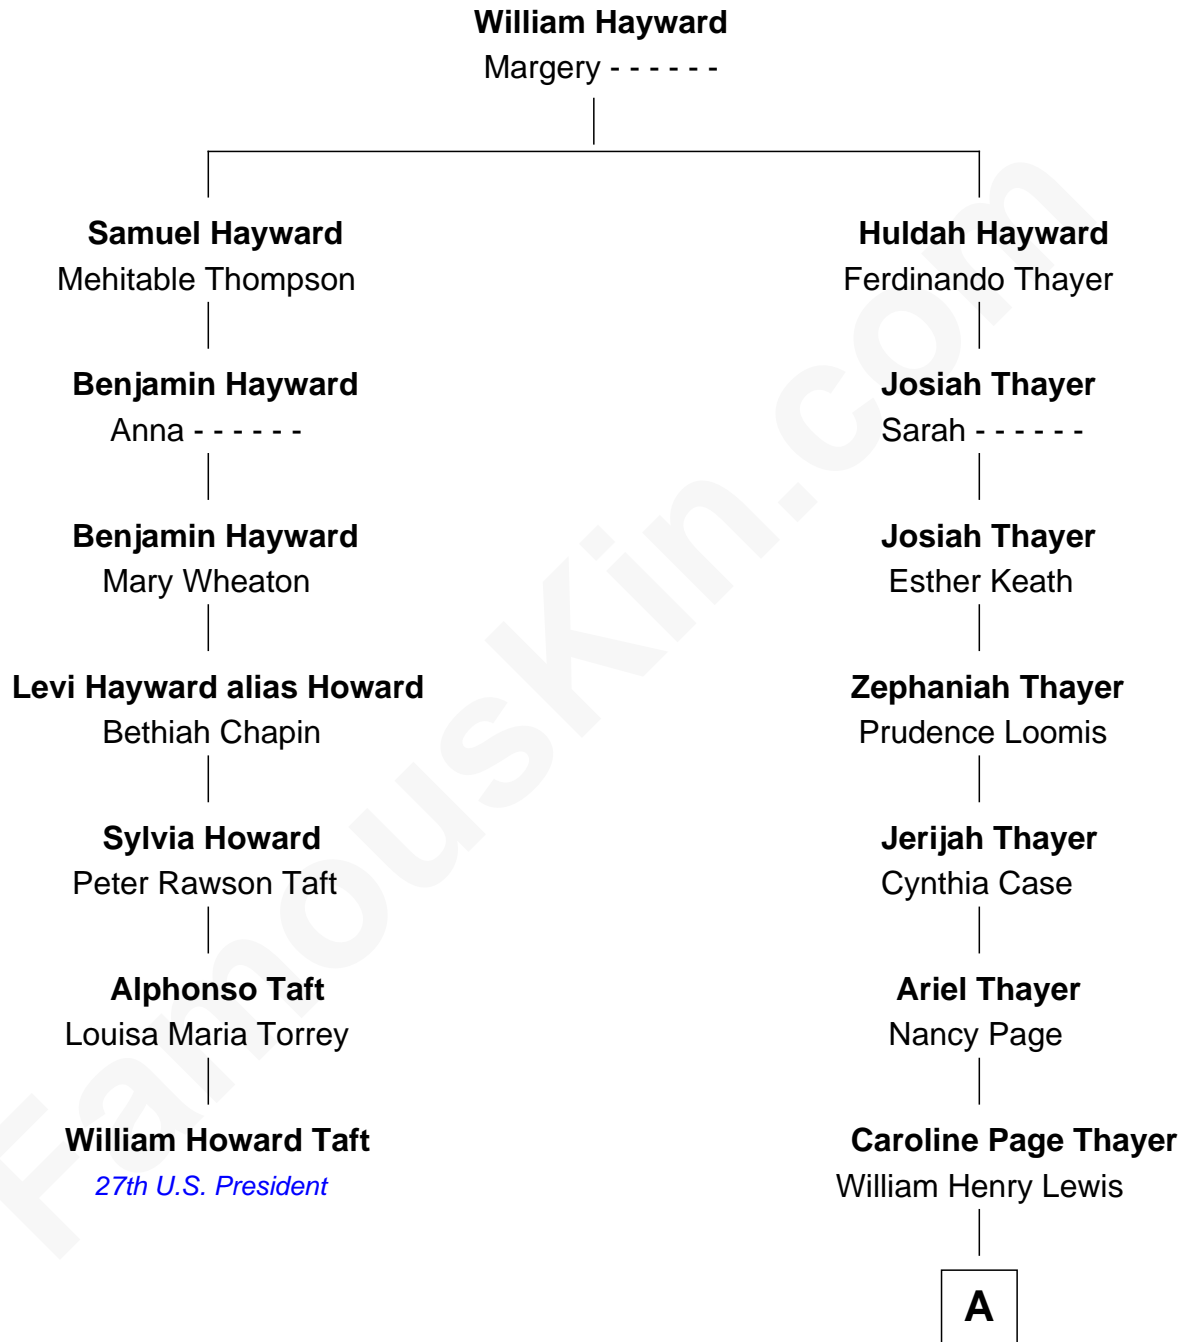 William Hayward
Margery - - - - - -
Samuel Hayward
Mehitable Thompson
Huldah Hayward
Ferdinando Thayer
Benjamin Hayward
Anna - - - - - -
Josiah Thayer
Sarah - - - - - -
Benjamin Hayward
Mary Wheaton
Josiah Thayer
Esther Keath
Levi Hayward alias Howard
Bethiah Chapin
Zephaniah Thayer
Prudence Loomis
Sylvia Howard
Peter Rawson Taft
Jerijah Thayer
Cynthia Case
Alphonso Taft
Louisa Maria Torrey
Ariel Thayer
Nancy Page
William Howard Taft
27th U.S. President
Caroline Page Thayer
William Henry Lewis
A
FamousKin.com